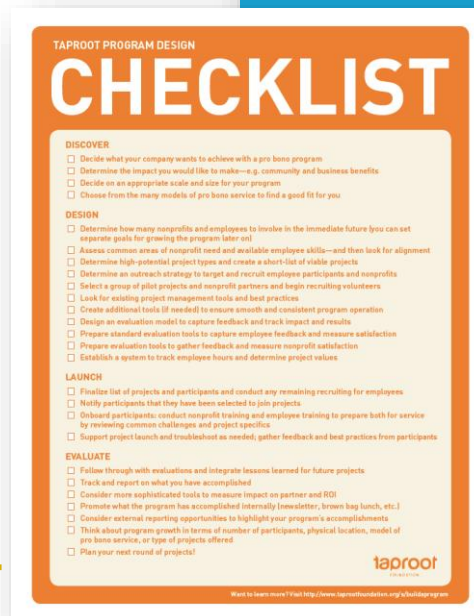 TAPROOT PROGRAM DESIGN
CHECKLIST
DISCOVER
Decide what your company wants to achieve with a pro bono program
Determine the impact you would like to make—e.g. community and business benefits
Decide on an appropriate scale and size for your program
Choose from the many models of pro bono service to find a good fit for you
DESIGN
Determine how many nonprofits and employees to involve in the immediate future (you can set
separate goals for growing the program later on)
Assess common areas of nonprofit need and available employee skills—and then look for alignment
Determine high-potential project types and create a short-list of viable projects
Determine an outreach strategy to target and recruit employee participants and nonprofits
Select a group of pilot projects and nonprofit partners and begin recruiting volunteers
Look for existing project management tools and best practices
Create additional tools (if needed) to ensure smooth and consistent program operation
Design an evaluation model to capture feedback and track impact and results
Prepare standard evaluation tools to capture employee feedback and measure satisfaction
Prepare evaluation tools to gather feedback and measure nonprofit satisfaction
Establish a system to track employee hours and determine project values
LAUNCH
Finalize list of projects and participants and conduct any remaining recruiting for employees
Notify participants that they have been selected to join projects
Onboard participants: conduct nonprofit training and employee training to prepare both for service
by reviewing common challenges and project specifics
Support project launch and troubleshoot as needed; gather feedback and best practices from participants
EVALUATE
Follow through with evaluations and integrate lessons learned for future projects
Track and report on what you have accomplished
Consider more sophisticated tools to measure impact on partner and ROI
Promote what the program has accomplished internally (newsletter, brown bag lunch, etc.)
Consider external reporting opportunities to highlight your program's accomplishments
Think about program growth in terms of number of participants, physical location, model of
pro bono service, or type of projects offered
Plan your next round of projects!
taproot
FOUNDATION
Want to learn more? Visit http://www.taprootfoundation.org/a/buildaprogram